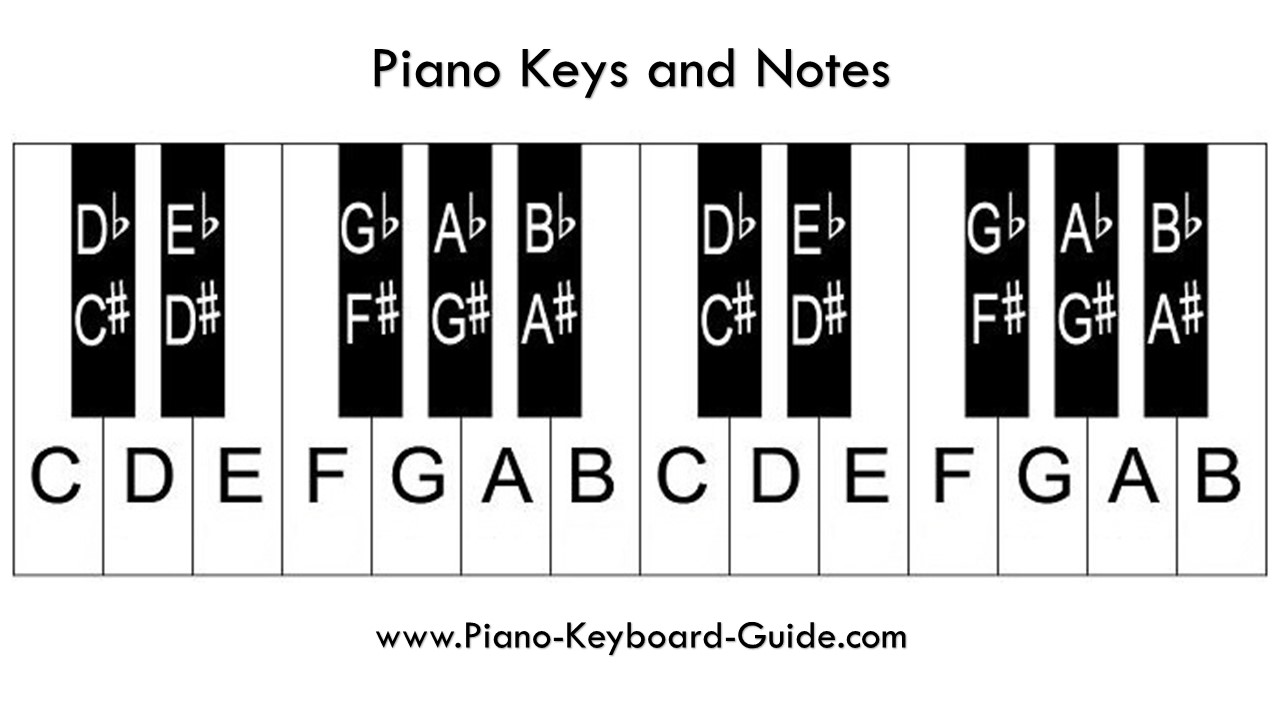 Piano Keys and Notes
D♭ E♭ G♭ A♭ B♭ D♭ E♭ G♭ A♭ B♭
C# D# F# G# A# C# D# F# G# A#
C D E F G A B C D E F G A B
www.Piano-Keyboard-Guide.com